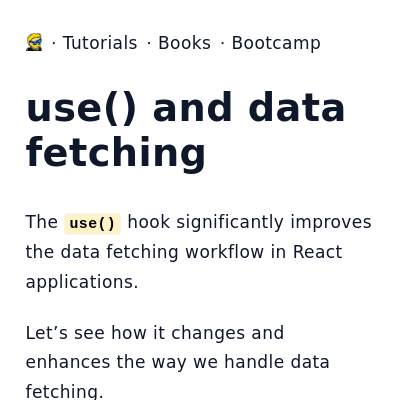 · Tutorials · Books · Bootcamp
use() and data
fetching
The use() hook significantly improves
the data fetching workflow in React
applications.
Let’s see how it changes and
enhances the way we handle data
fetching.